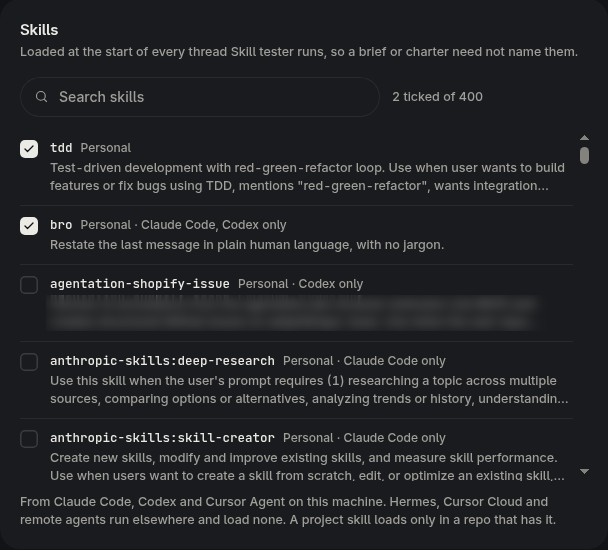 Skills
Loaded at the start of every thread Skill tester runs, so a brief or charter need not name them.
Search skills
2 ticked of 400
tdd Personal
Test-driven development with red-green-refactor loop. Use when user wants to build
features or fix bugs using TDD, mentions "red-green-refactor", wants integration...
bro Personal · Claude Code, Codex only
Restate the last message in plain human language, with no jargon.
agentation-shopify-issue Personal · Codex only
anthropic-skills:deep-research Personal · Claude Code only
Use this skill when the user's prompt requires (1) researching a topic across multiple
sources, comparing options or alternatives, analyzing trends or history, understandin...
anthropic-skills:skill-creator Personal · Claude Code only
Create new skills, modify and improve existing skills, and measure skill performance.
Use when users want to create a skill from scratch, edit, or optimize an existing skill,...
From Claude Code, Codex and Cursor Agent on this machine. Hermes, Cursor Cloud and
remote agents run elsewhere and load none. A project skill loads only in a repo that has it.